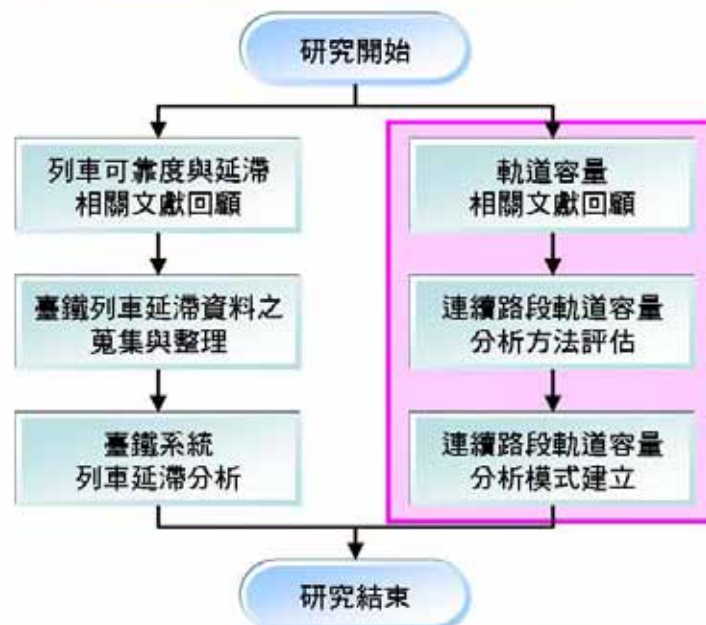 研究開始
列車可靠度與延滯
相關文獻回顧
軌道容量
相關文獻回顧
臺鐵列車延滯資料之
蒐集與整理
連續路段軌道容量
分析方法評估
臺鐵系統
列車延滯分析
連續路段軌道容量
分析模式建立
研究結束